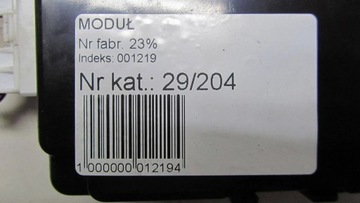 MODUŁ
Nr fabr. 23%
Indeks: 001219
Nr kat.: 29/204
1 000000 012194